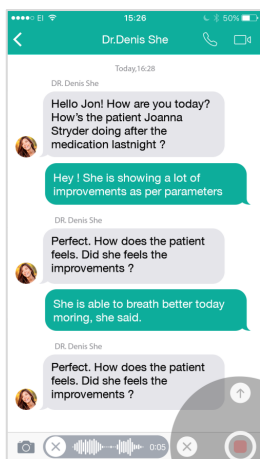 EI 15:26 50%
Dr.Denis She
Today,16:28
DR. Denis She
Hello Jon! How are you today?
How's the patient Joanna
Stryder doing after the
medication lastnight ?
Hey ! She is showing a lot of
improvements as per parameters
DR. Denis She
Perfect. How does the patient
feels. Did she feels the
improvements ?
She is able to breath better today
moring, she said.
DR. Denis She
Perfect. How does the patient
feels. Did she feels the
improvements ?
0:05